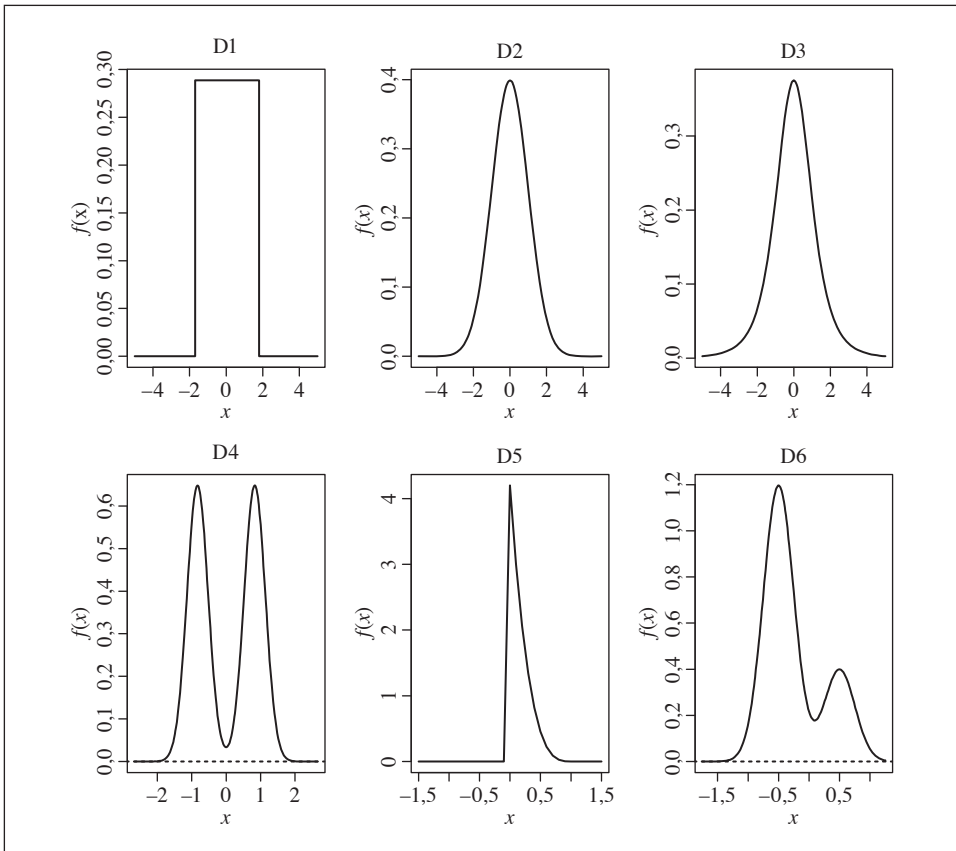 D1
0,00 0,05 0,10 0,15 0,20 0,25 0,30
f(x)
–4 –2 0 2 4
x
D2
0,0 0,1 0,2 0,3 0,4
f(x)
–4 –2 0 2 4
x
D3
0,0 0,1 0,2 0,3
f(x)
–4 –2 0 2 4
x
D4
0,0 0,1 0,2 0,3 0,4 0,5 0,6
f(x)
–2 –1 0 1 2
x
D5
0 1 2 3 4
f(x)
–1,5 –0,5 0,5 1,5
x
D6
0,0 0,2 0,4 0,6 0,8 1,0 1,2
f(x)
–1,5 –0,5 0,5
x